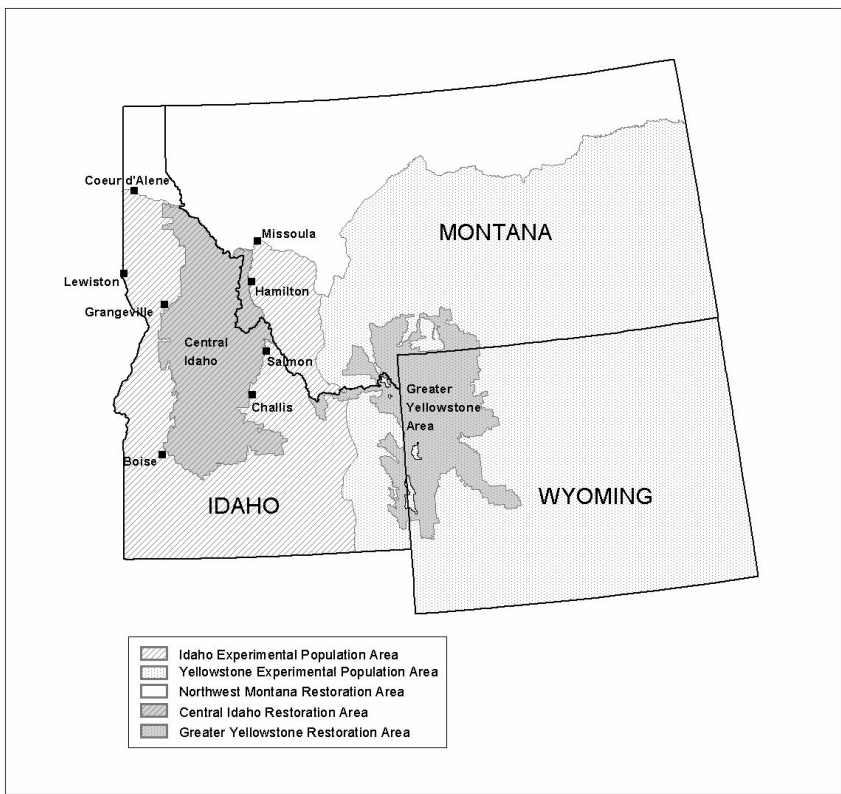 Coeur d'Alene
Missoula
MONTANA
Lewiston
Hamilton
Grangeville
Central
Idaho
Salmon
Greater
Yellowstone
Area
Challis
Boise
IDAHO
WYOMING
Idaho Experimental Population Area
Yellowstone Experimental Population Area
Northwest Montana Restoration Area
Central Idaho Restoration Area
Greater Yellowstone Restoration Area